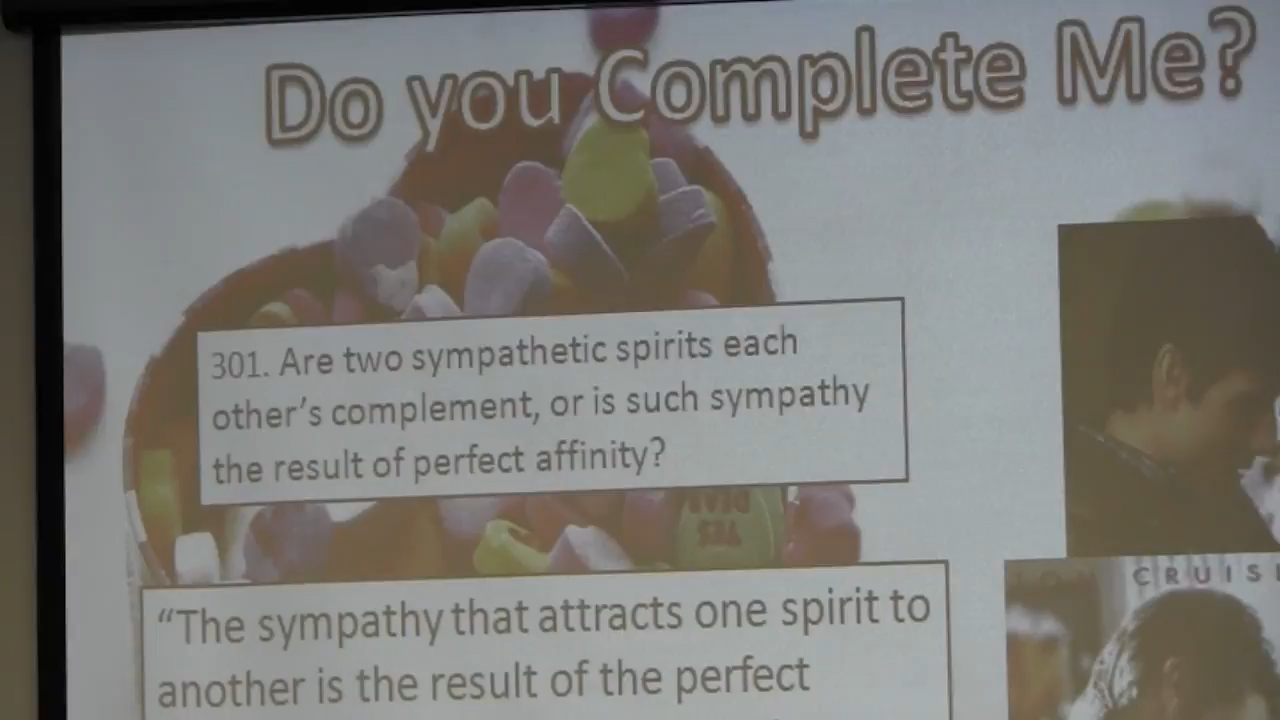 Do you Complete Me?
301. Are two sympathetic spirits each
other's complement, or is such sympathy
the result of perfect affinity?
"The sympathy that attracts one spirit to
another is the result of the perfect
CRUIS